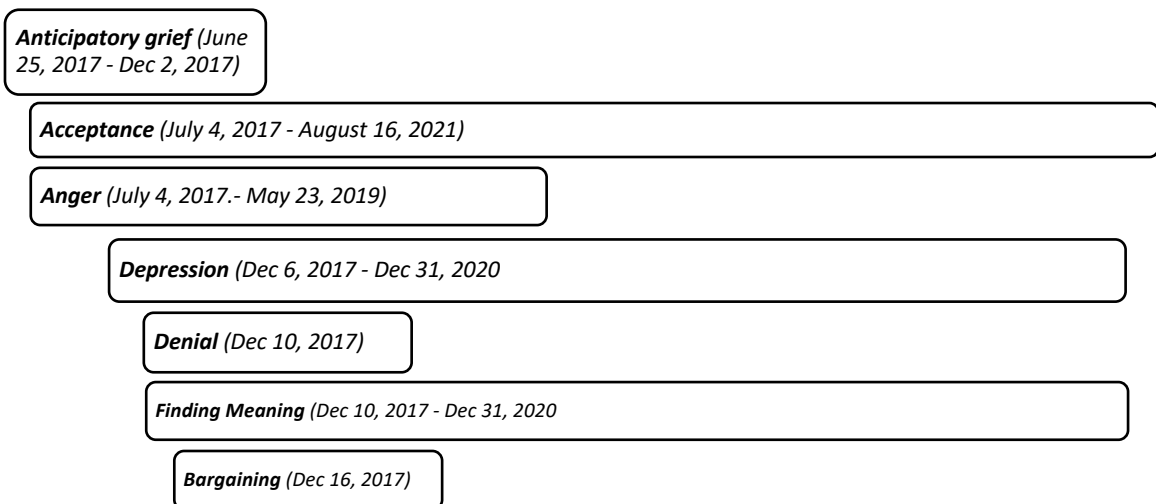 Anticipatory grief (June
25, 2017 - Dec 2, 2017)
Acceptance (July 4, 2017 - August 16, 2021)
Anger (July 4, 2017.- May 23, 2019)
Depression (Dec 6, 2017 - Dec 31, 2020
Denial (Dec 10, 2017)
Finding Meaning (Dec 10, 2017 - Dec 31, 2020
Bargaining (Dec 16, 2017)